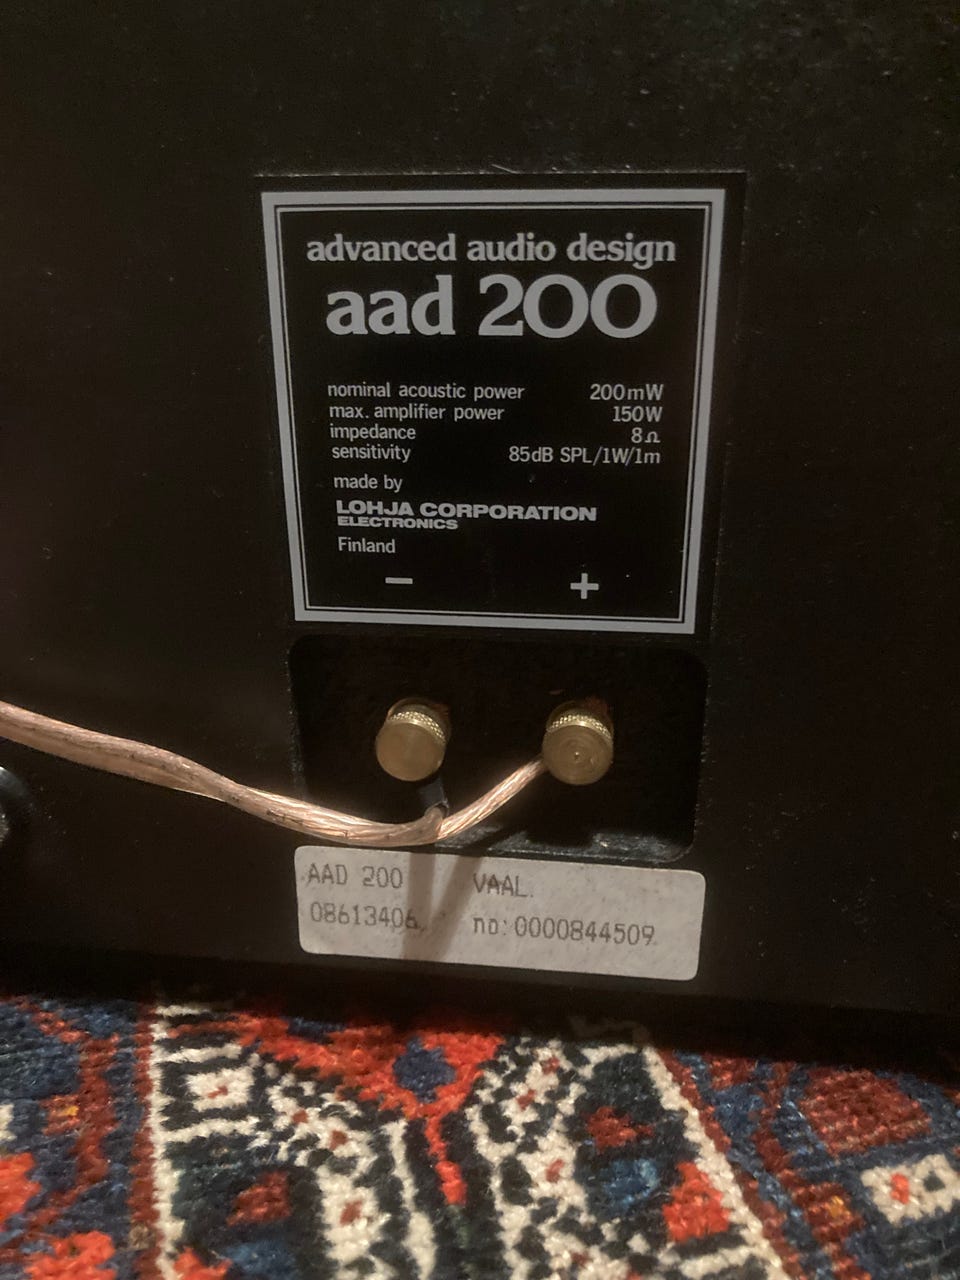 advanced audio design
aad 200
nominal acoustic power 200mW
max. amplifier power 150W
impedance 8Ω
sensitivity 85dB SPL/1W/1m
made by
LOHJA CORPORATION
ELECTRONICS
Finland
− +
AAD 200 VAAL.
08613406 no:0000844509